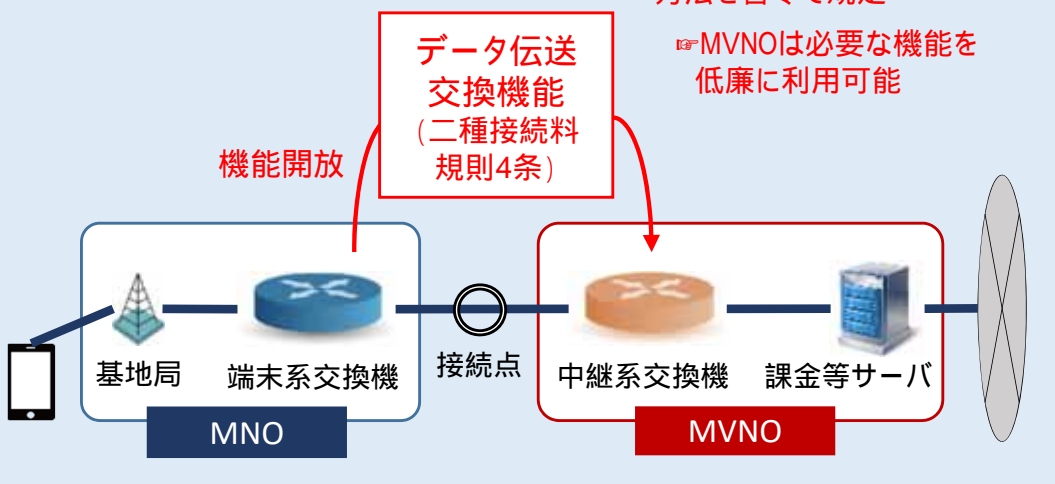 データ伝送
交換機能
(二種接続料
規則4条)
☞MVNOは必要な機能を
低廉に利用可能
機能開放
基地局
端末系交換機
接続点
中継系交換機
課金等サーバ
MNO
MVNO